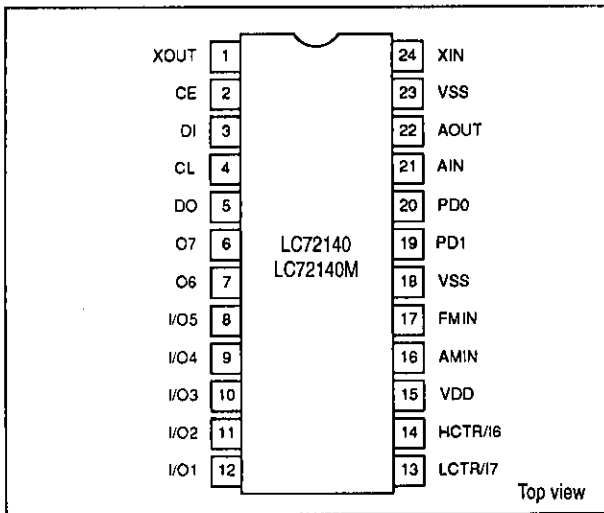 XOUT 1 24 XIN
CE 2 23 VSS
DI 3 22 AOUT
CL 4 21 AIN
DO 5 20 PD0
O7 6 19 PD1
O6 7 18 VSS
I/O5 8 17 FMIN
I/O4 9 16 AMIN
I/O3 10 15 VDD
I/O2 11 14 HCTR/I6
I/O1 12 13 LCTR/I7
LC72140
LC72140M
Top view